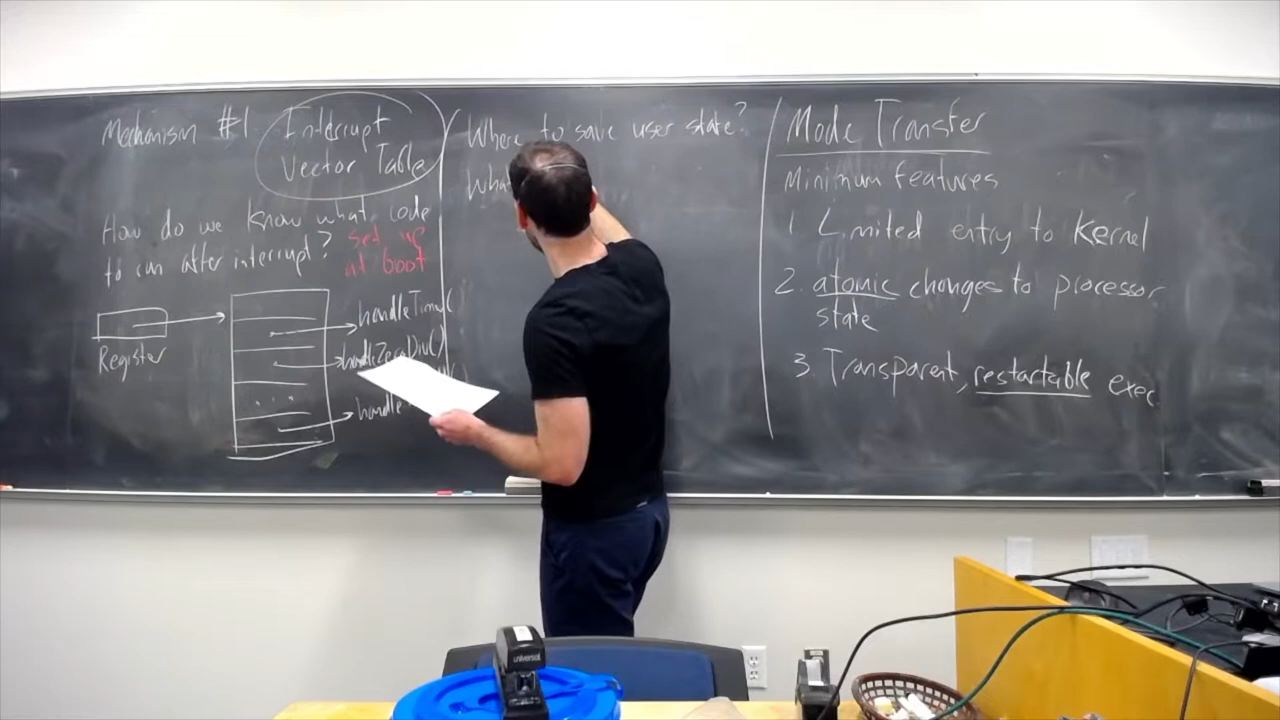 Mechanism #1
Interrupt
Vector Table
How do we know what code
to run after interrupt?
set up
at boot
Register
handleTimer()
handleZeroDiv()
handle
Where to save user state?
What
Mode Transfer
Minimum features
1. Limited entry to Kernel
2. atomic changes to processor
state
3. Transparent, restartable exec
universal